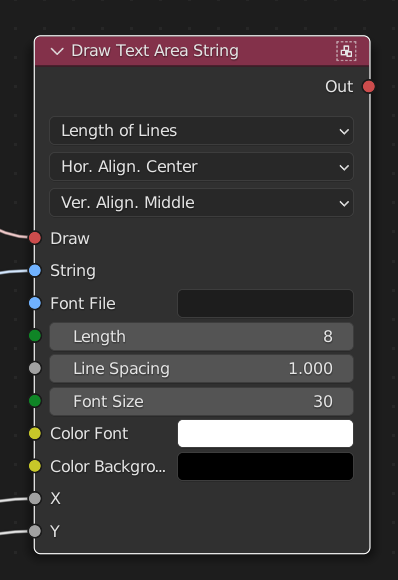 Draw Text Area String
Out
Length of Lines
Hor. Align. Center
Ver. Align. Middle
Draw
String
Font File
Length 8
Line Spacing 1.000
Font Size 30
Color Font
Color Backgro...
X
Y